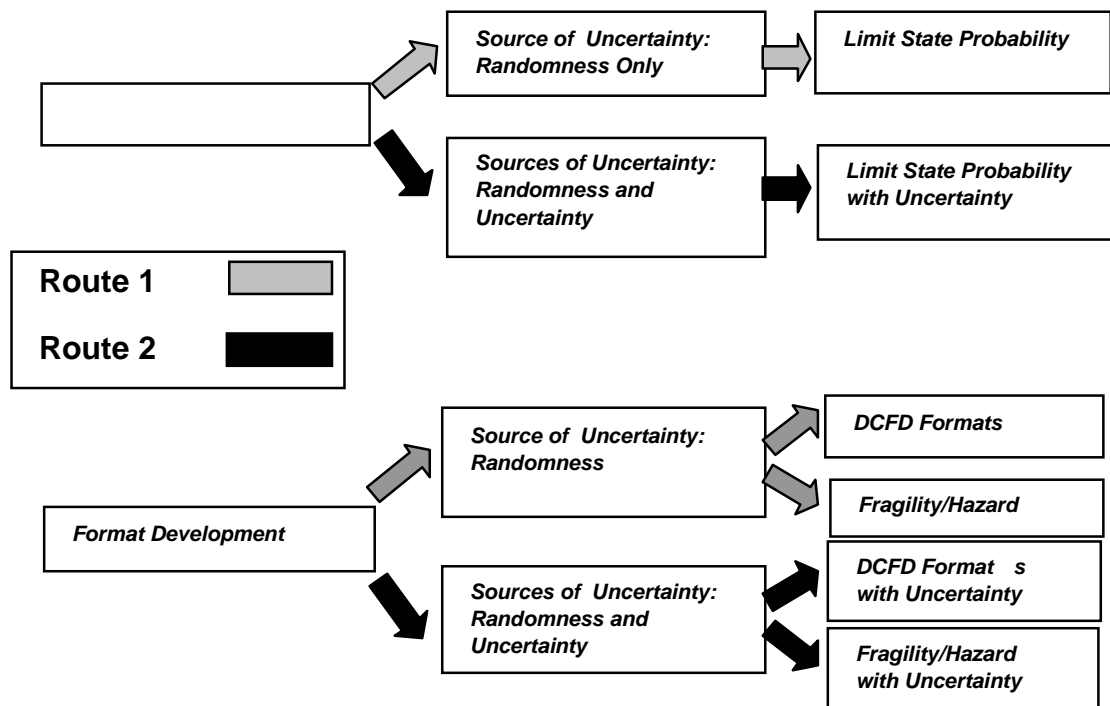 Source of Uncertainty:
Randomness Only
Limit State Probability
Sources of Uncertainty:
Randomness and
Uncertainty
Limit State Probability
with Uncertainty
Route 1
Route 2
Format Development
Source of Uncertainty:
Randomness
DCFD Formats
Fragility/Hazard
Sources of Uncertainty:
Randomness and
Uncertainty
DCFD Format s
with Uncertainty
Fragility/Hazard
with Uncertainty